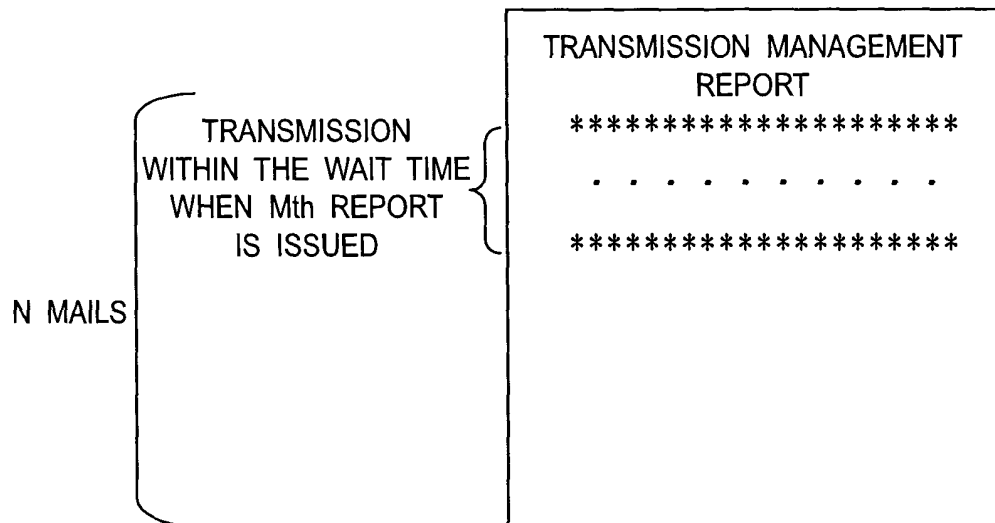 TRANSMISSION MANAGEMENT
REPORT
*********************
. . . . . . . . . .
*********************
TRANSMISSION
WITHIN THE WAIT TIME
WHEN Mth REPORT
IS ISSUED
N MAILS